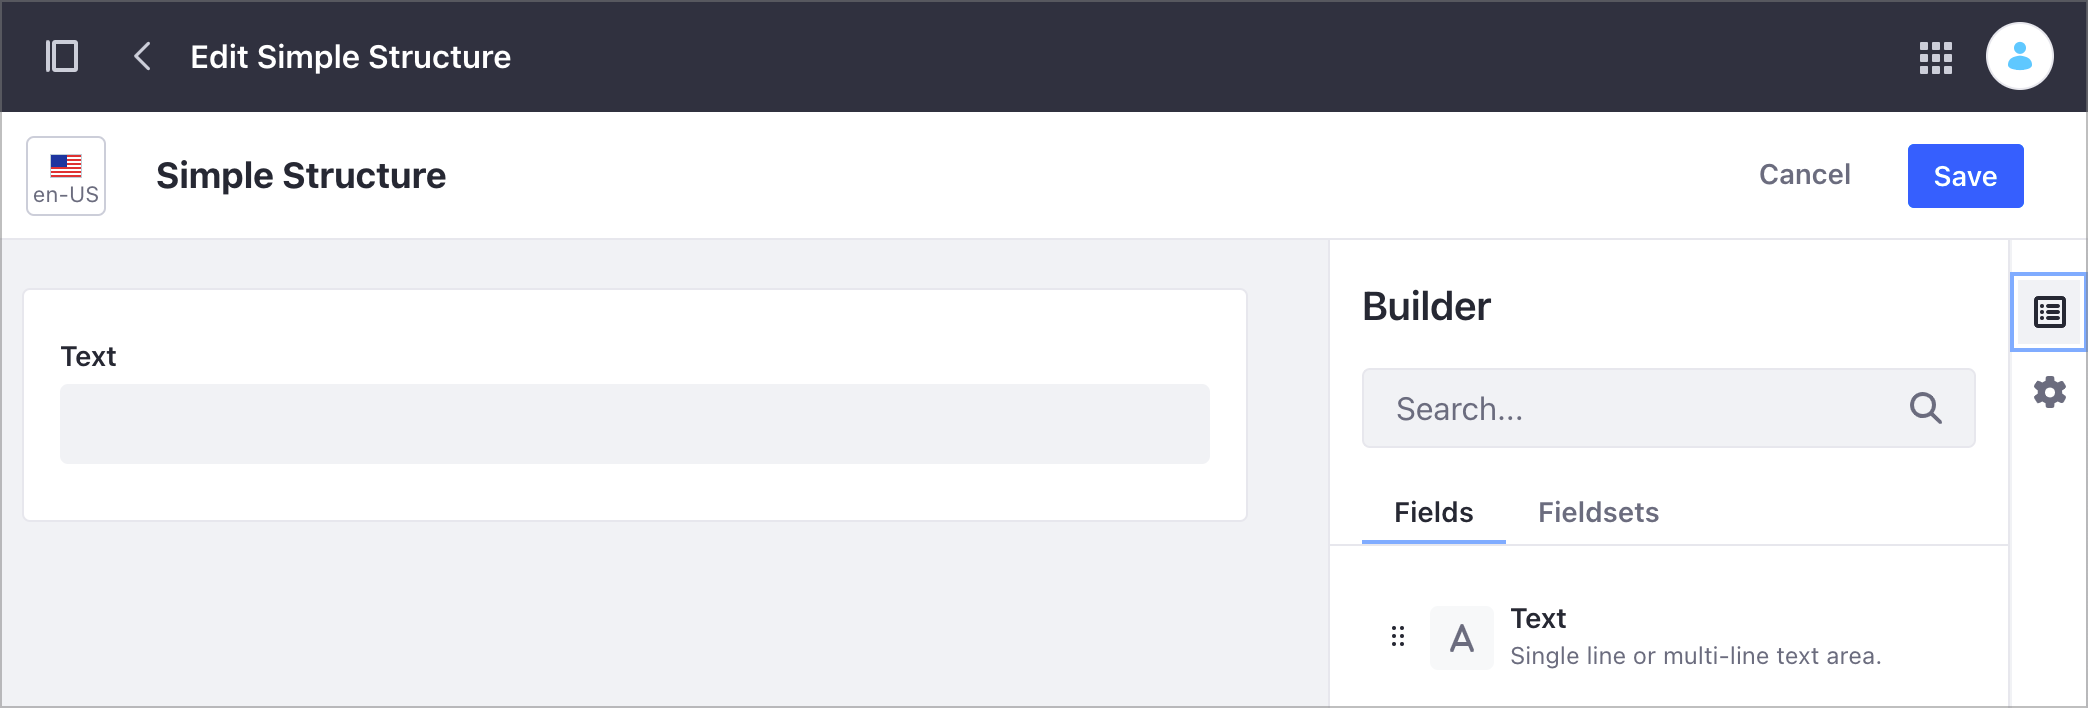 Edit Simple Structure
en-US
Simple Structure
Cancel
Save
Text
Builder
Search...
Fields
Fieldsets
A
Text
Single line or multi-line text area.